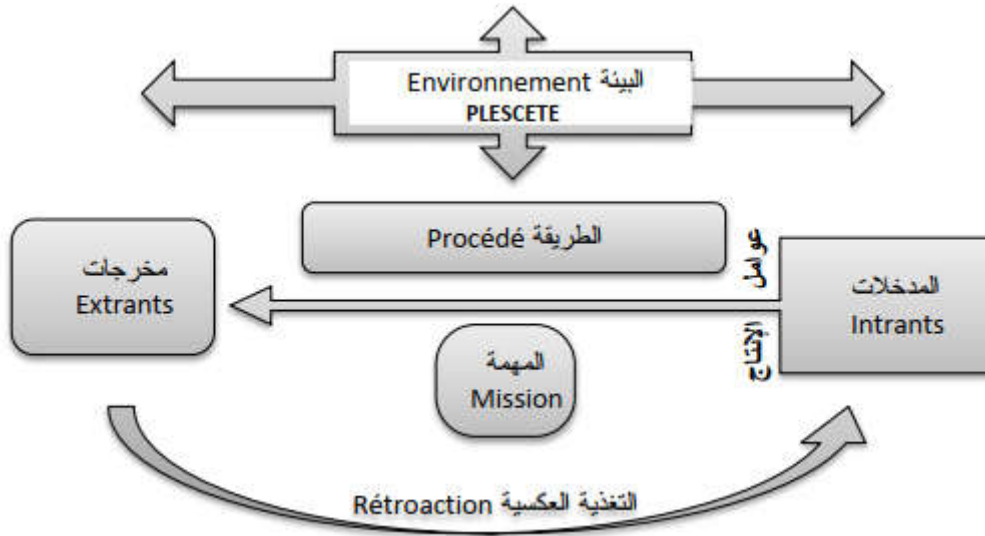 Environnement البيئة
PLESCETE
Procédé الطريقة
عوامل
الإنتاج
المدخلات
Intrants
مخرجات
Extrants
المهمة
Mission
Rétroaction التغذية العكسية